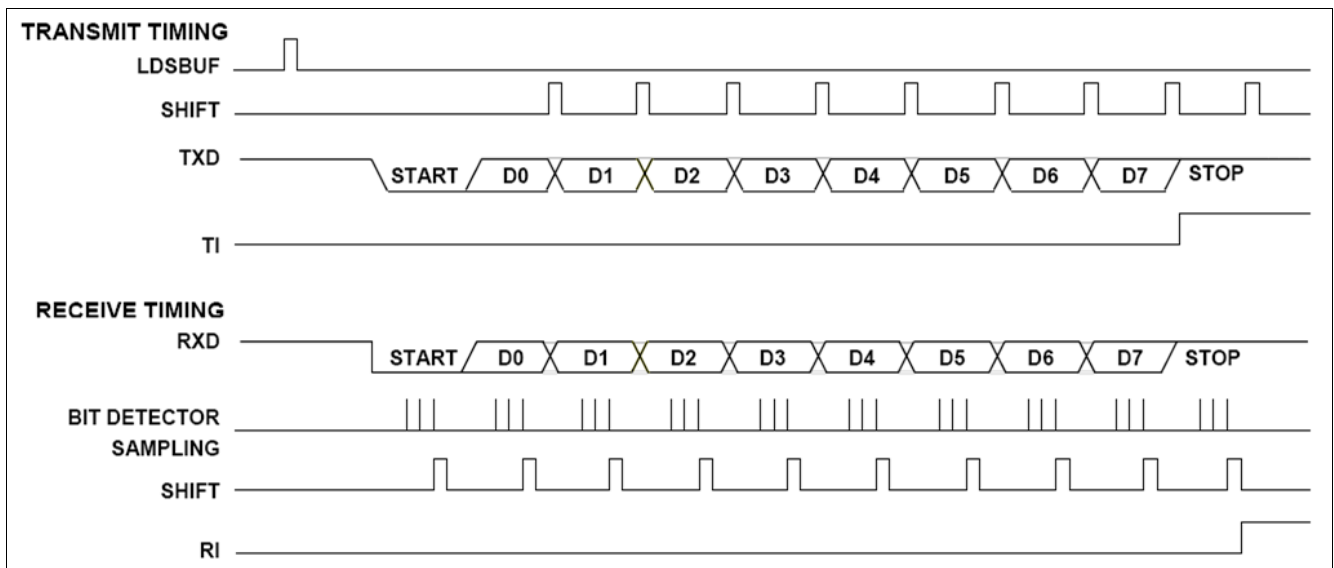 TRANSMIT TIMING
LDSBUF
SHIFT
TXD START D0 D1 D2 D3 D4 D5 D6 D7 STOP
TI
RECEIVE TIMING
RXD START D0 D1 D2 D3 D4 D5 D6 D7 STOP
BIT DETECTOR
SAMPLING
SHIFT
RI